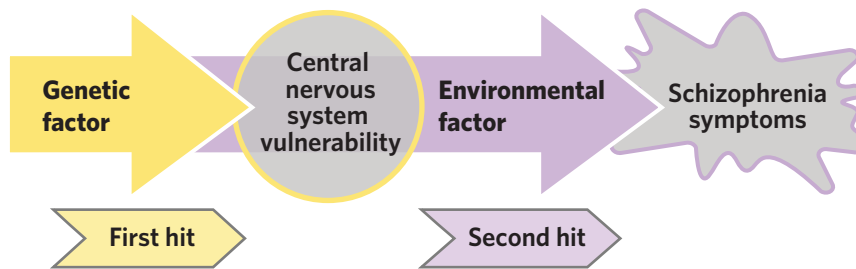 Genetic
factor
Central
nervous
system
vulnerability
Environmental
factor
Schizophrenia
symptoms
First hit
Second hit